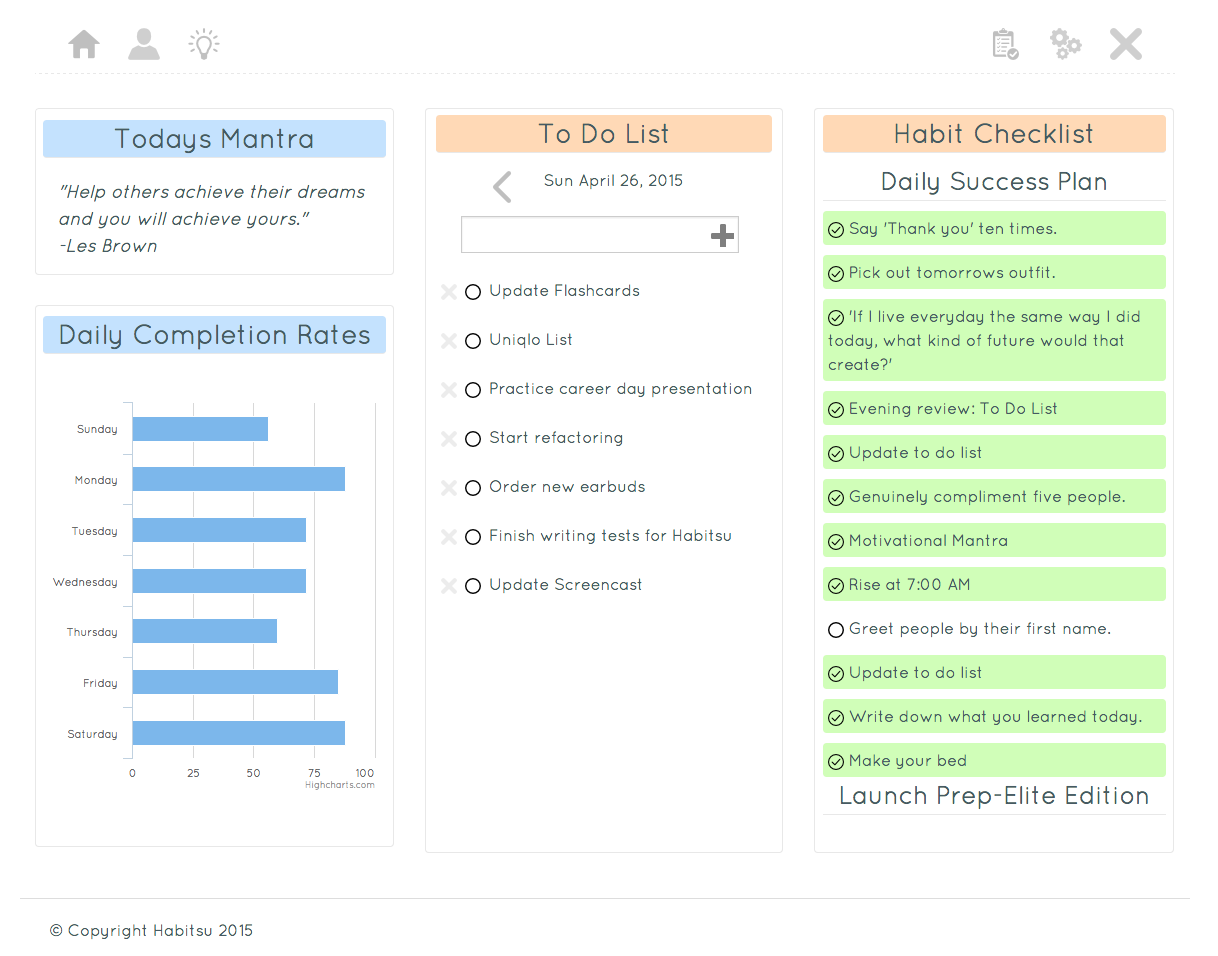 Todays Mantra
"Help others achieve their dreams
and you will achieve yours."
-Les Brown
Daily Completion Rates
Sunday
Monday
Tuesday
Wednesday
Thursday
Friday
Saturday
0 25 50 75 100
Highcharts.com
To Do List
Sun April 26, 2015
Update Flashcards
Uniqlo List
Practice career day presentation
Start refactoring
Order new earbuds
Finish writing tests for Habitsu
Update Screencast
Habit Checklist
Daily Success Plan
Say 'Thank you' ten times.
Pick out tomorrows outfit.
'If I live everyday the same way I did
today, what kind of future would that
create?'
Evening review: To Do List
Update to do list
Genuinely compliment five people.
Motivational Mantra
Rise at 7:00 AM
Greet people by their first name.
Update to do list
Write down what you learned today.
Make your bed
Launch Prep-Elite Edition
© Copyright Habitsu 2015